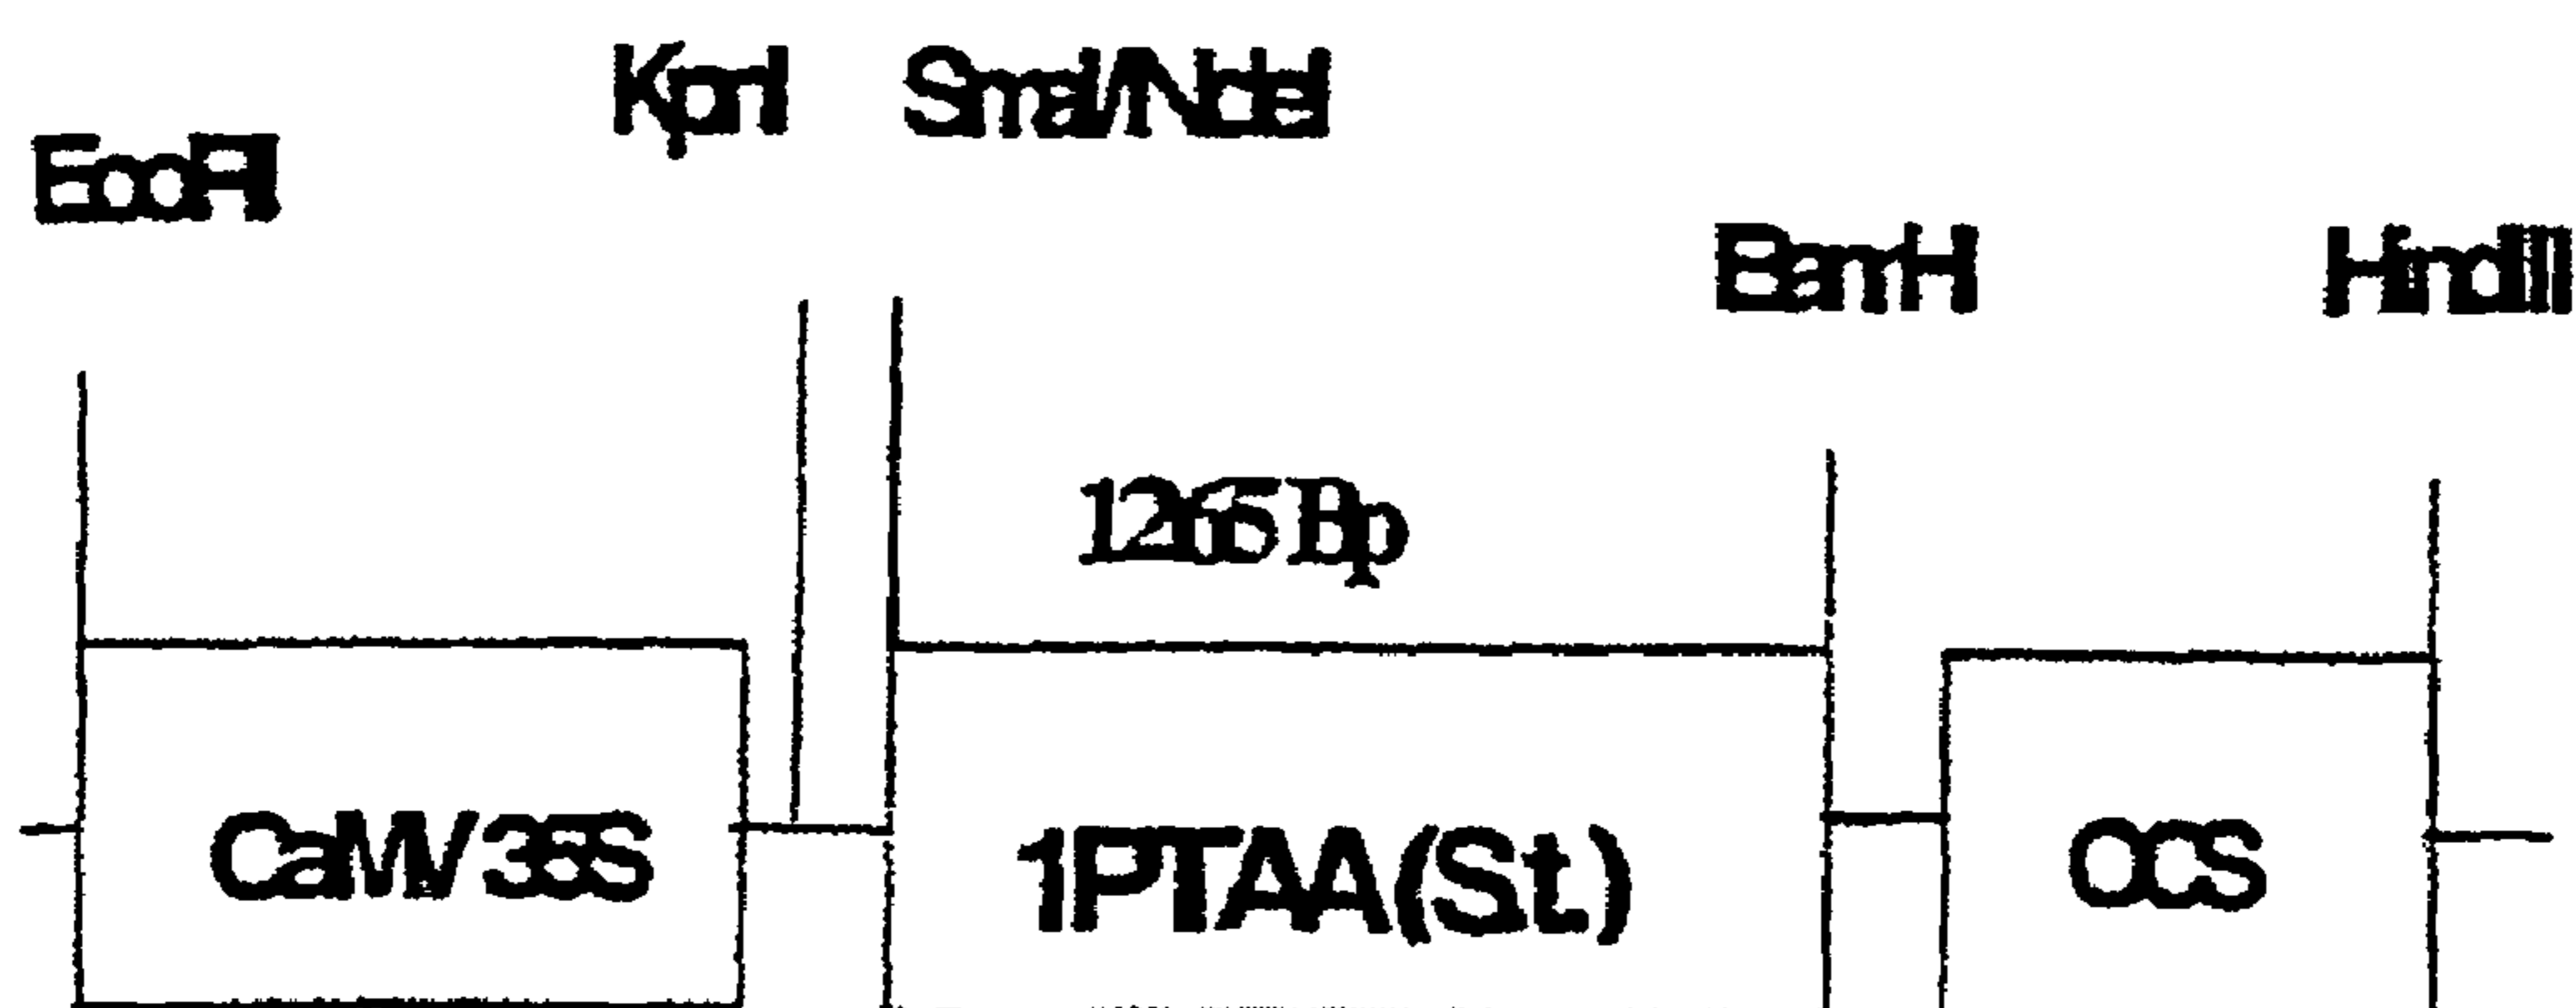 KpnI SmaI/NdeI
EcoRI
BamHI HindIII
1265 Bp
CaMV 35S 1PTAA(St.) OCS